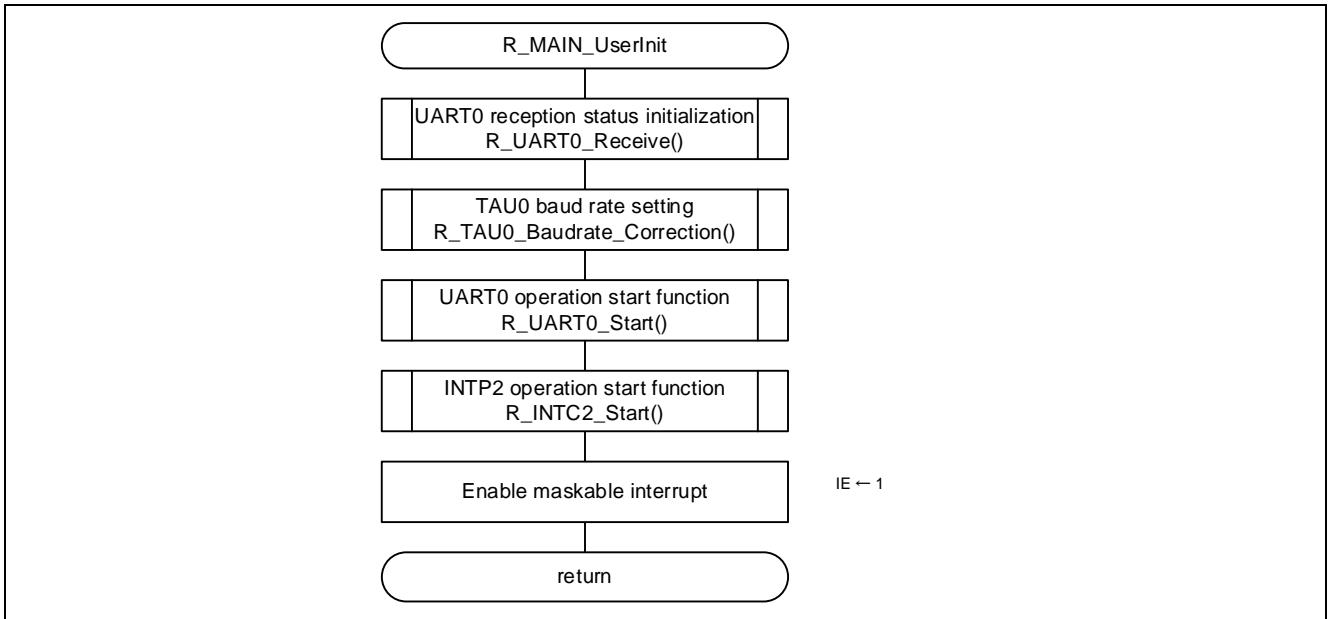 R_MAIN_UserInit
UART0 reception status initialization
R_UART0_Receive()
TAU0 baud rate setting
R_TAU0_Baudrate_Correction()
UART0 operation start function
R_UART0_Start()
INTP2 operation start function
R_INTC2_Start()
Enable maskable interrupt
IE ← 1
return